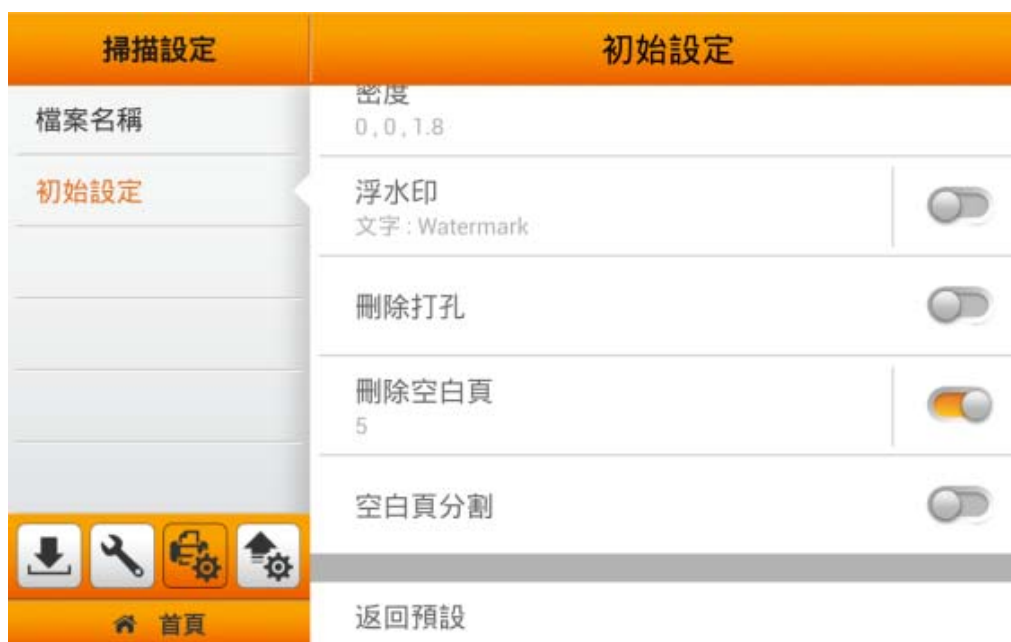 掃描設定
初始設定
檔案名稱
初始設定
首頁
密度
0 , 0 , 1.8
浮水印
文字 : Watermark
刪除打孔
刪除空白頁
5
空白頁分割
返回預設